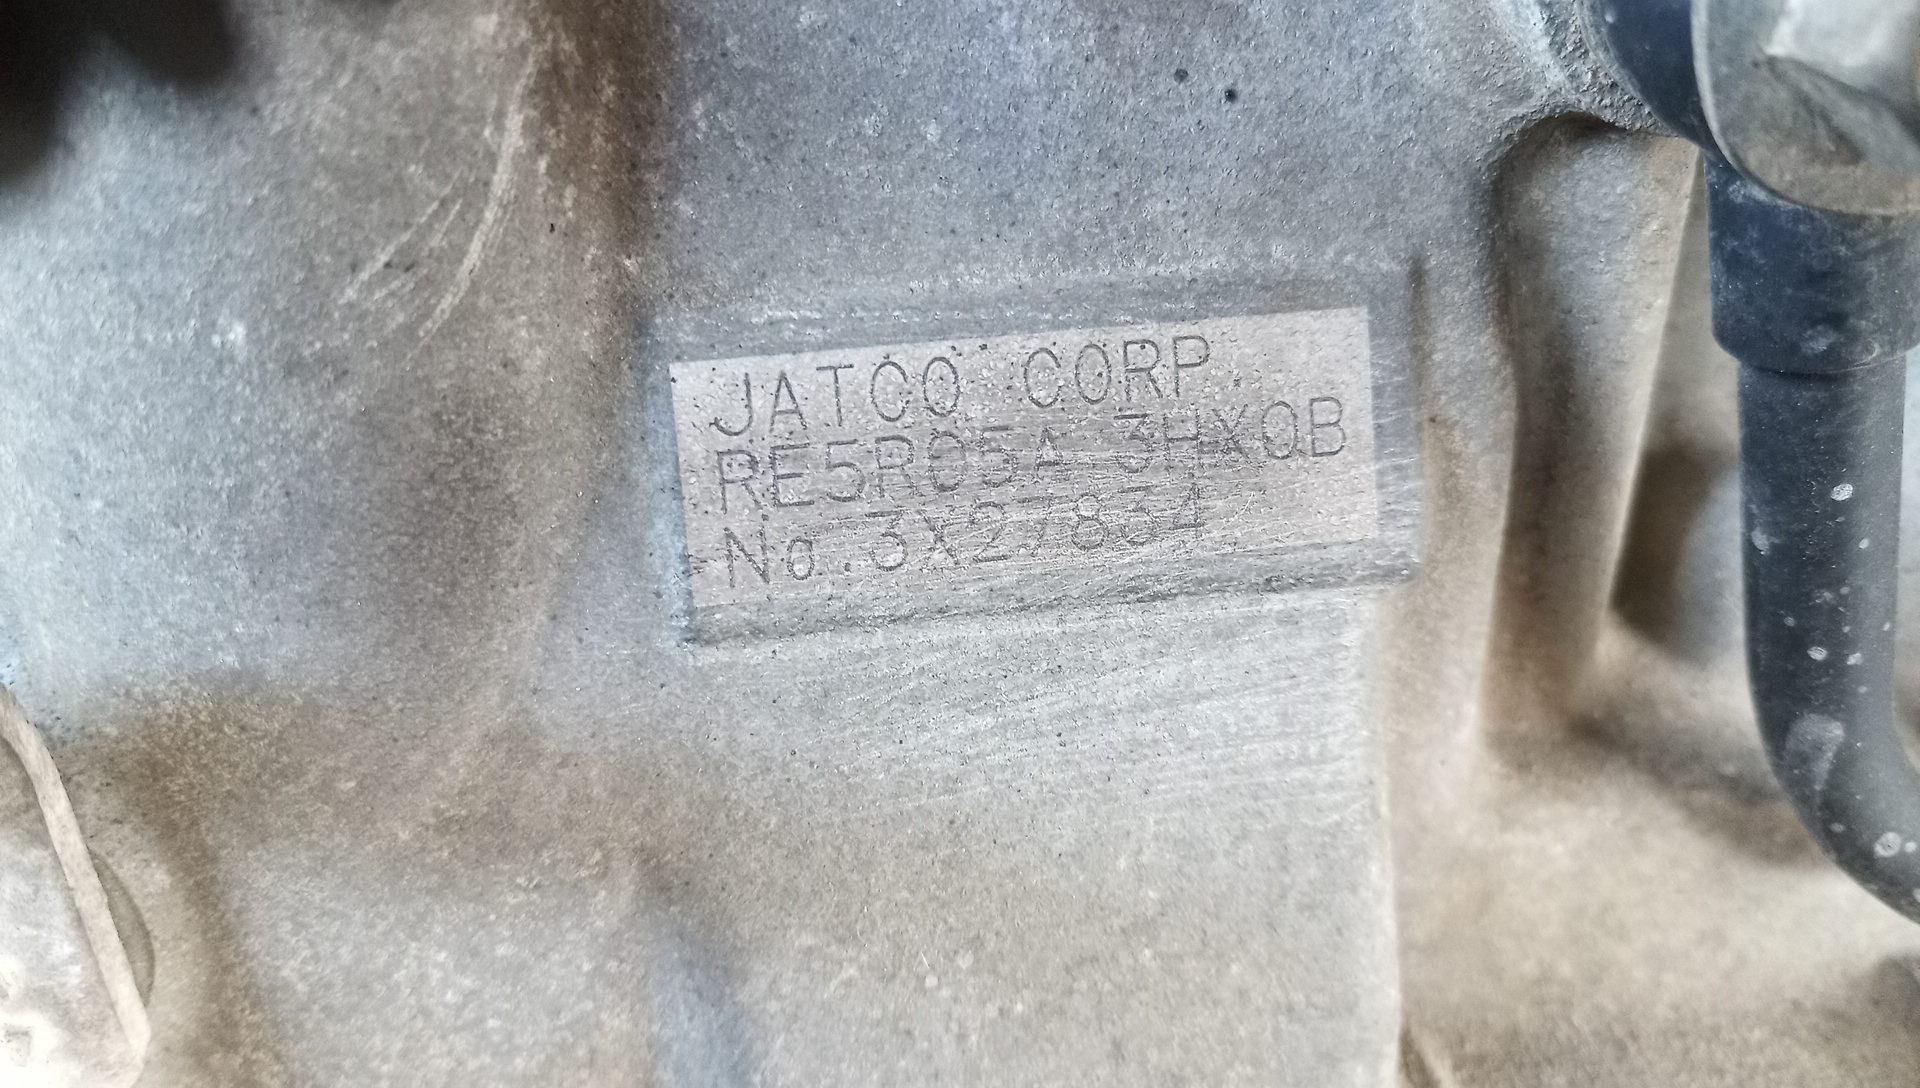 JATCO CORP.
RE5R05A 3HX0B
No.3X27834